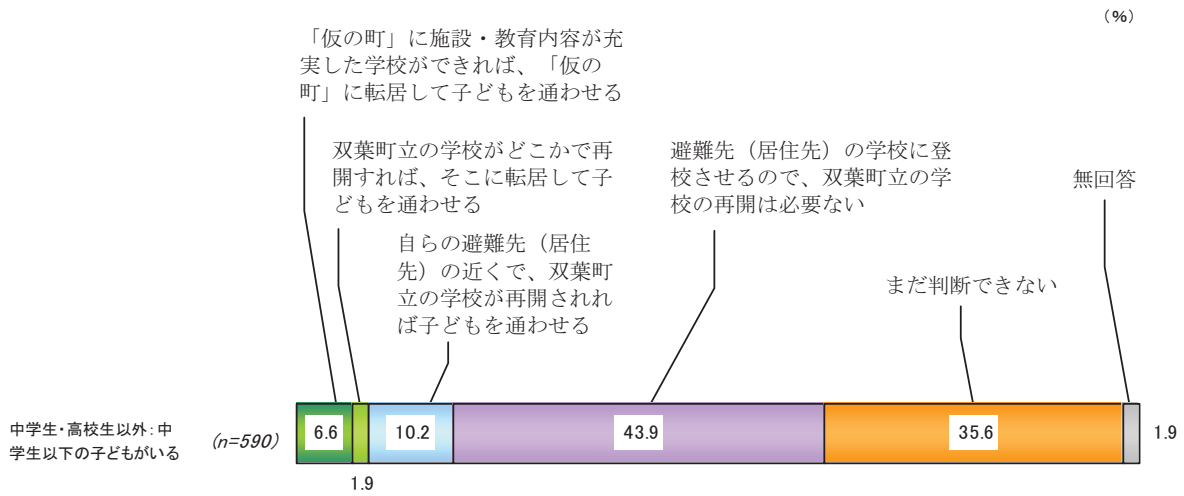 （%）
「仮の町」に施設・教育内容が充
実した学校ができれば、「仮の
町」に転居して子どもを通わせる
双葉町立の学校がどこかで再
開すれば、そこに転居して子
どもを通わせる
自らの避難先（居住
先）の近くで、双葉町
立の学校が再開されれ
ば子どもを通わせる
避難先（居住先）の学校に登
校させるので、双葉町立の学
校の再開は必要ない
まだ判断できない
無回答
中学生・高校生以外：中
学生以下の子どもがいる
(n=590)
6.6
1.9
10.2
43.9
35.6
1.9